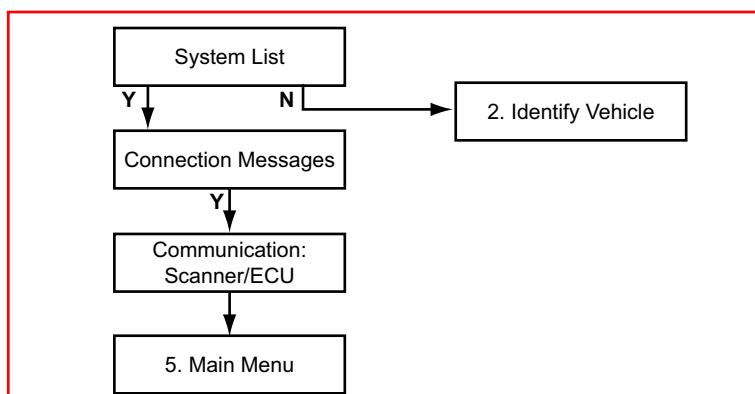 System List
Y
N
2. Identify Vehicle
Connection Messages
Y
Communication:
Scanner/ECU
5. Main Menu